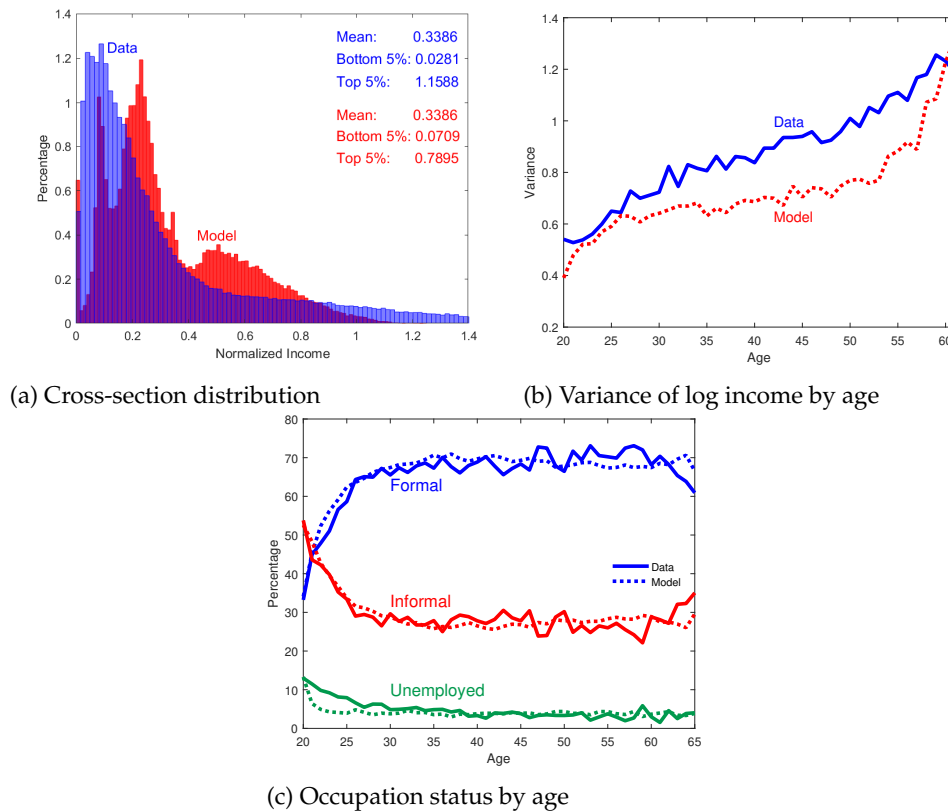 1.4
1.2
1
0.8
0.6
0.4
0.2
0
Percentage
Data
Model
Mean: 0.3386
Bottom 5%: 0.0281
Top 5%: 1.1588
Mean: 0.3386
Bottom 5%: 0.0709
Top 5%: 0.7895
0 0.2 0.4 0.6 0.8 1 1.2 1.4
Normalized Income
(a) Cross-section distribution
1.4
1.2
1
0.8
0.6
0.4
0.2
Variance
Data
Model
20 25 30 35 40 45 50 55 60
Age
(b) Variance of log income by age
80
70
60
50
40
30
20
10
0
Percentage
Formal
Data
Model
Informal
Unemployed
20 25 30 35 40 45 50 55 60 65
Age
(c) Occupation status by age